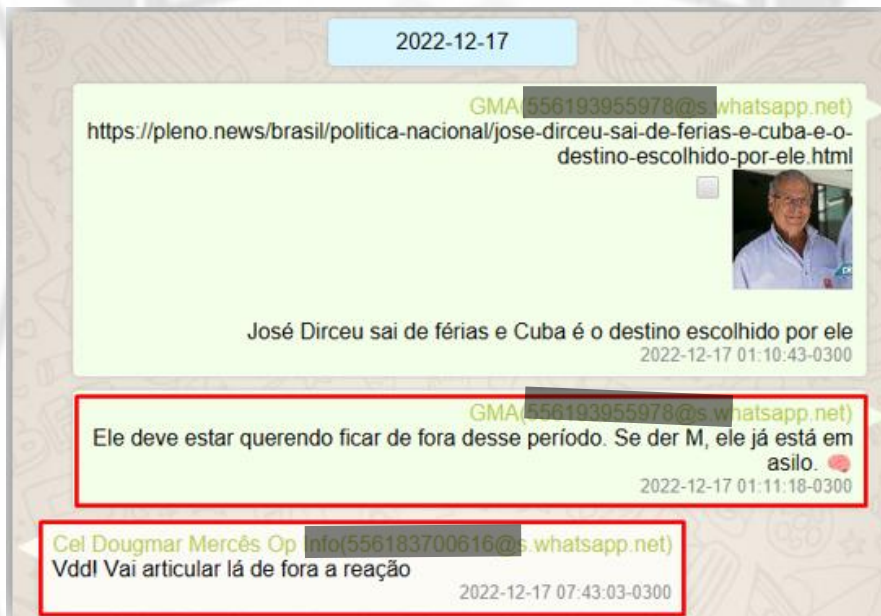 2022-12-17
GMA( whatsapp.net)
https://pleno.news/brasil/politica-nacional/jose-dirceu-sai-de-ferias-e-cuba-e-o-
destino-escolhido-por-ele.html
José Dirceu sai de férias e Cuba é o destino escolhido por ele
2022-12-17 01:10:43-0300
GMA( whatsapp.net)
Ele deve estar querendo ficar de fora desse período. Se der M, ele já está em
asilo. 🧠
2022-12-17 01:11:18-0300
Cel Dougmar Mercês Op s.whatsapp.net)
Vdd! Vai articular lá de fora a reação
2022-12-17 07:43:03-0300